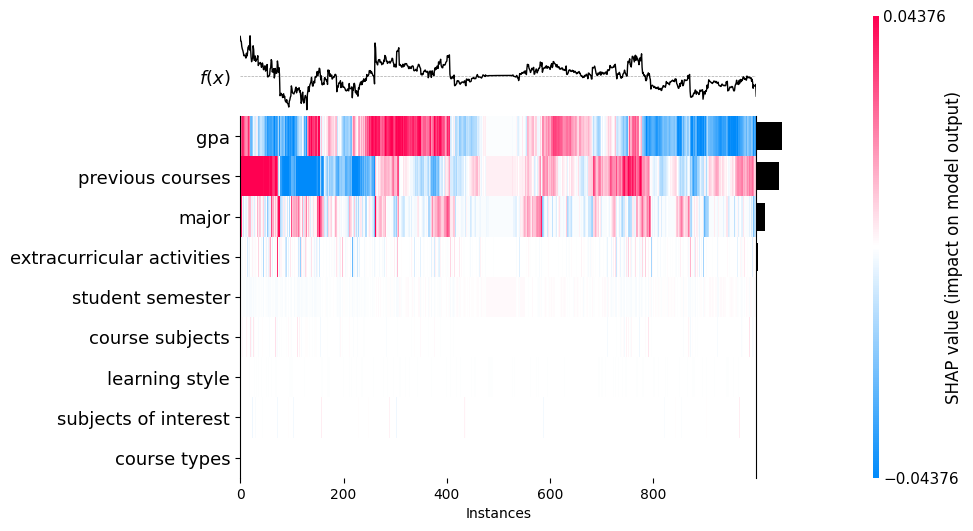 0.04376
f(x)
gpa
previous courses
major
extracurricular activities
student semester
course subjects
learning style
subjects of interest
course types
0 200 400 600 800
Instances
SHAP value (impact on model output)
−0.04376